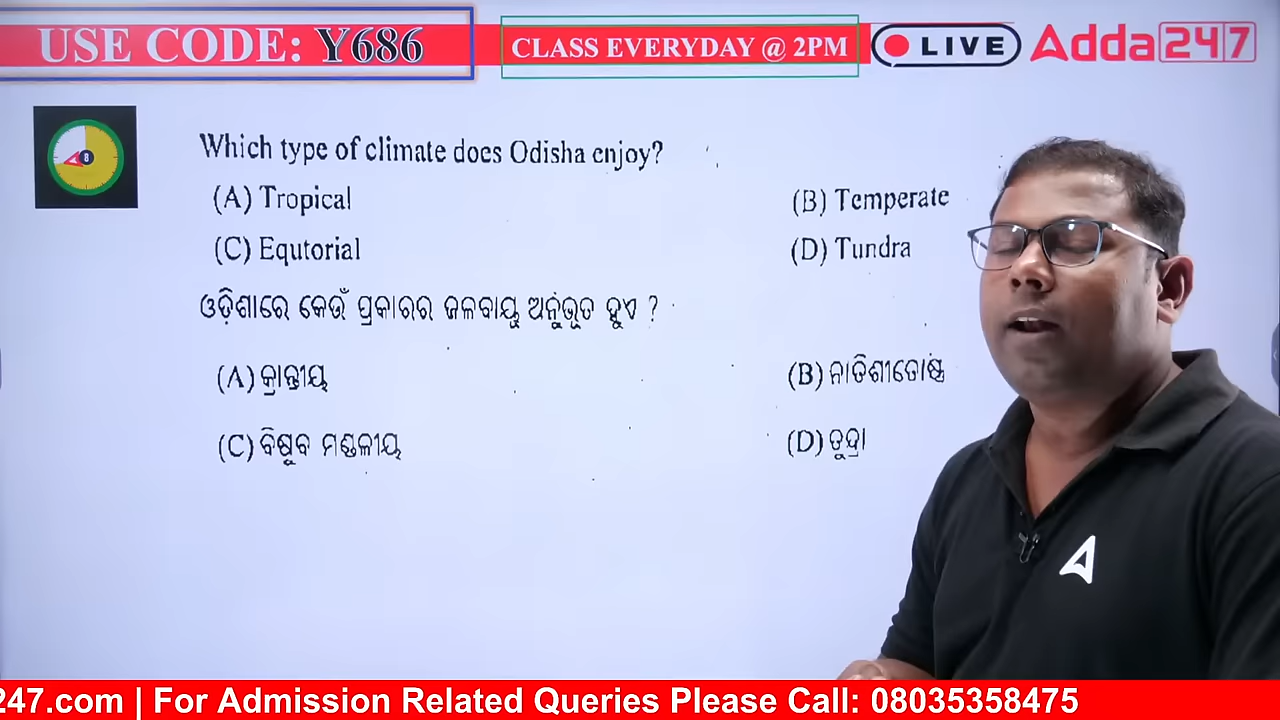 USE CODE: Y686
CLASS EVERYDAY @ 2PM
LIVE
Adda247
8
Which type of climate does Odisha enjoy?
(A) Tropical
(B) Temperate
(C) Equtorial
(D) Tundra
ଓଡ଼ିଶାରେ କେଉଁ ପ୍ରକାରର ଜଳବାୟୁ ଅନୁଭୂତ ହୁଏ ?
(A) କ୍ରାନ୍ତୀୟ
(B) ନାତିଶୀତୋଷ୍ଣ
(C) ବିଷୁବ ମଣ୍ଡଳୀୟ
(D) ତୁନ୍ଦ୍ରା
247.com | For Admission Related Queries Please Call: 08035358475